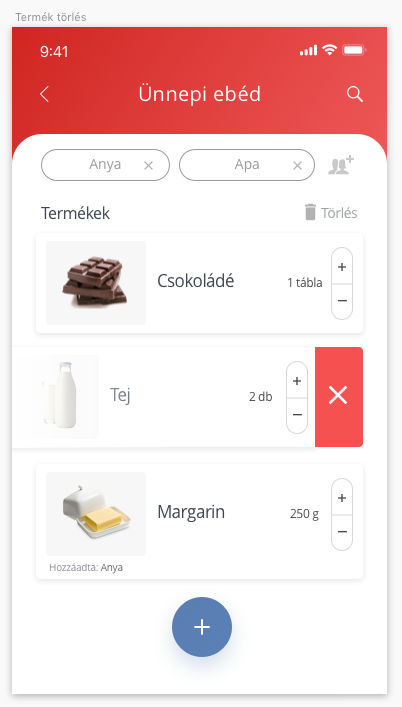 Termék törlés
9:41
Ünnepi ebéd
Anya
Apa
Termékek
Törlés
Csokoládé
1 tábla
Tej
2 db
Margarin
250 g
Hozzáadta: Anya